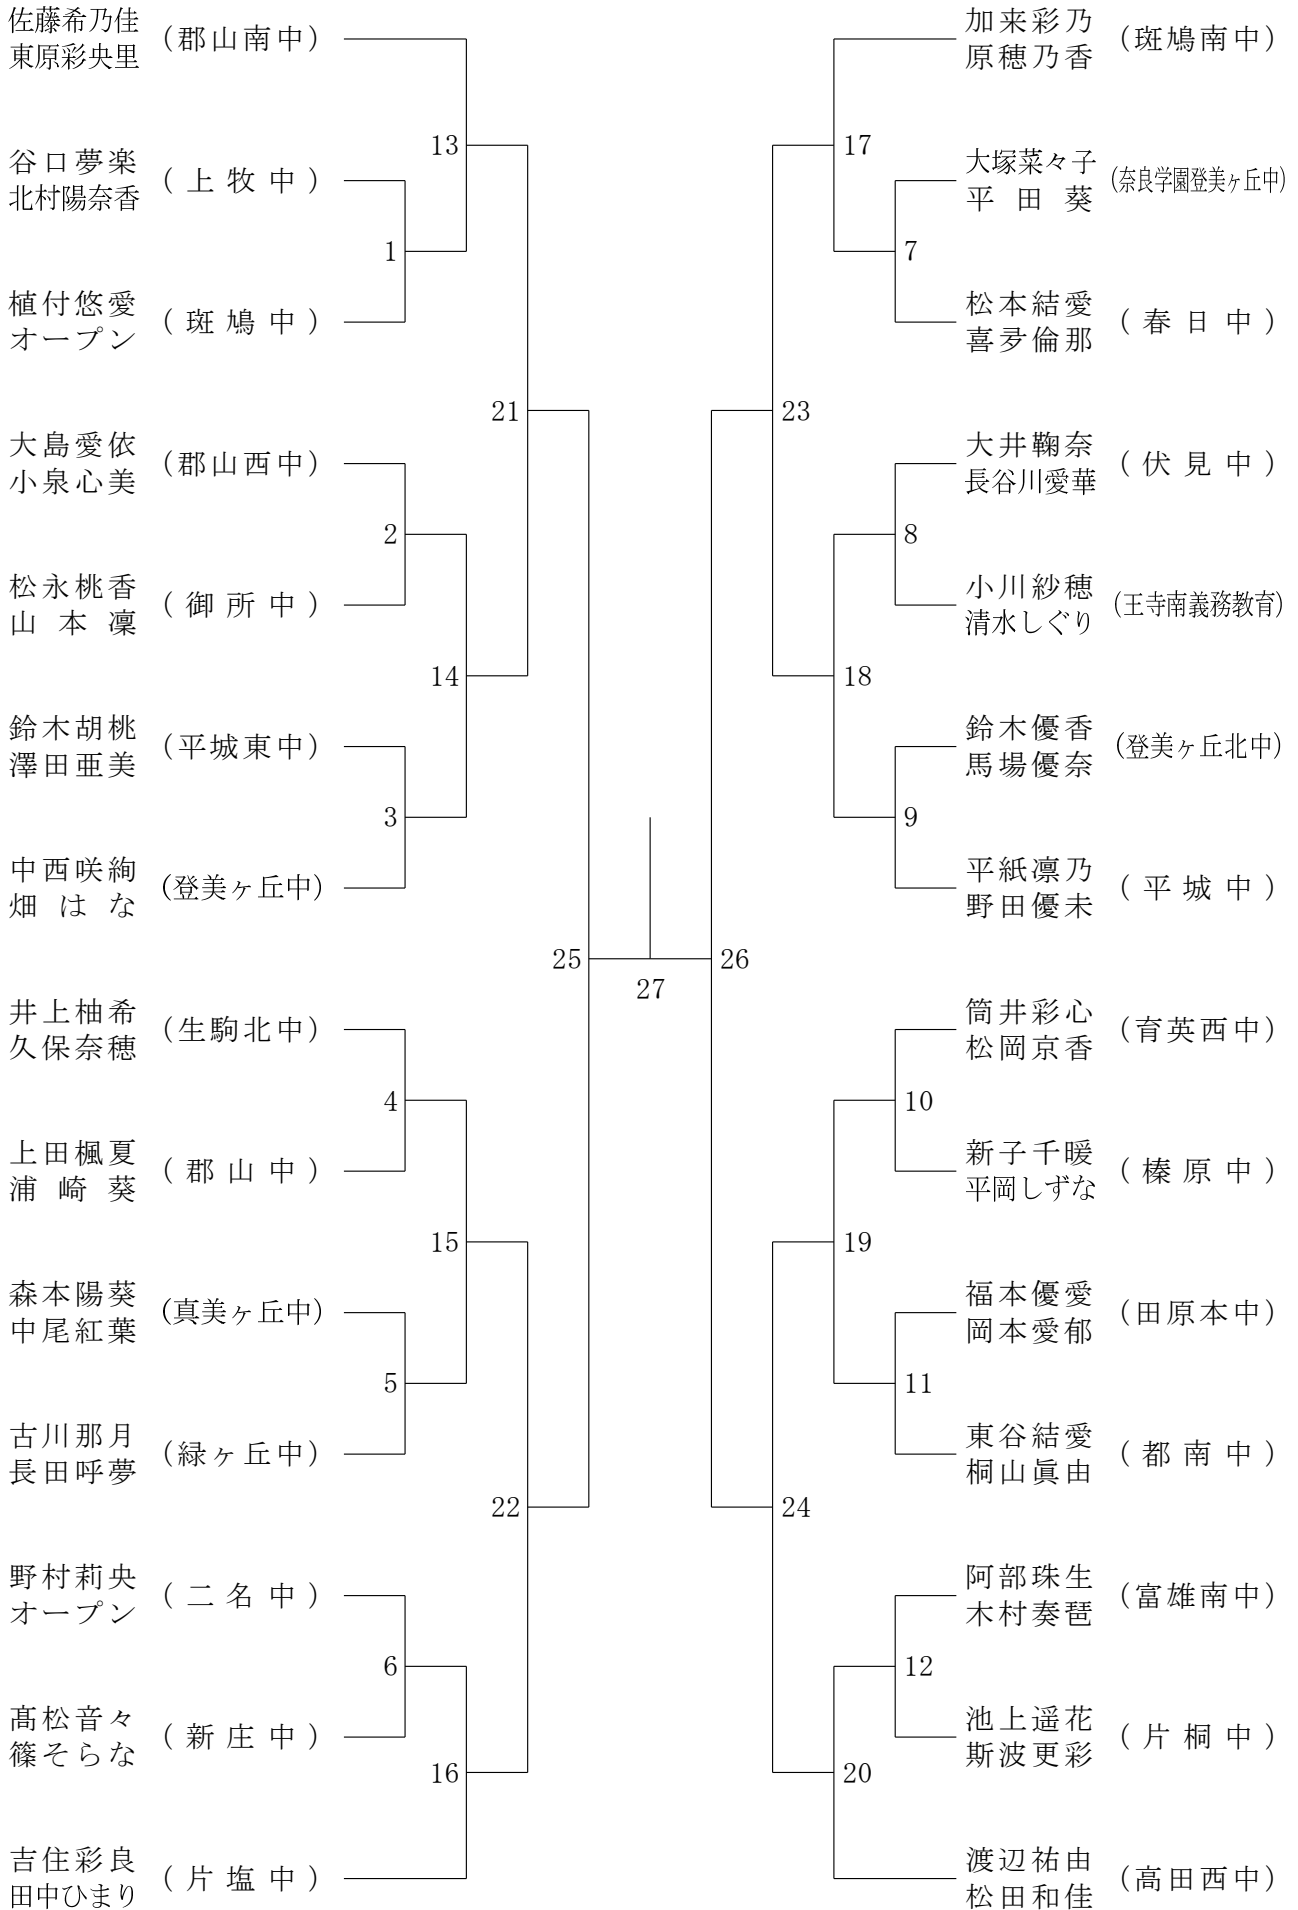 佐藤希乃佳
東原彩央里
(郡山南中)
13
谷口夢楽
北村陽奈香
(上牧中)
1
植付悠愛
オープン
(斑鳩中)
21
大島愛依
小泉心美
(郡山西中)
2
松永桃香
山本凜
(御所中)
14
鈴木胡桃
澤田亜美
(平城東中)
3
中西咲絢
畑はな
(登美ヶ丘中)
25
井上柚希
久保奈穂
(生駒北中)
4
上田楓夏
浦崎葵
(郡山中)
15
森本陽葵
中尾紅葉
(真美ヶ丘中)
5
古川那月
長田呼夢
(緑ヶ丘中)
22
野村莉央
オープン
(二名中)
6
髙松音々
篠そらな
(新庄中)
16
吉住彩良
田中ひまり
(片塩中)
27
加来彩乃
原穂乃香
(斑鳩南中)
17
大塚菜々子
平田葵
(奈良学園登美ヶ丘中)
7
松本結愛
喜夛倫那
(春日中)
23
大井鞠奈
長谷川愛華
(伏見中)
8
小川紗穂
清水しぐり
(王寺南義務教育)
18
鈴木優香
馬場優奈
(登美ヶ丘北中)
9
平紙凛乃
野田優未
(平城中)
26
筒井彩心
松岡京香
(育英西中)
10
新子千暖
平岡しずな
(榛原中)
19
福本優愛
岡本愛郁
(田原本中)
11
東谷結愛
桐山眞由
(都南中)
24
阿部珠生
木村奏琶
(富雄南中)
12
池上遥花
斯波更彩
(片桐中)
20
渡辺祐由
松田和佳
(高田西中)